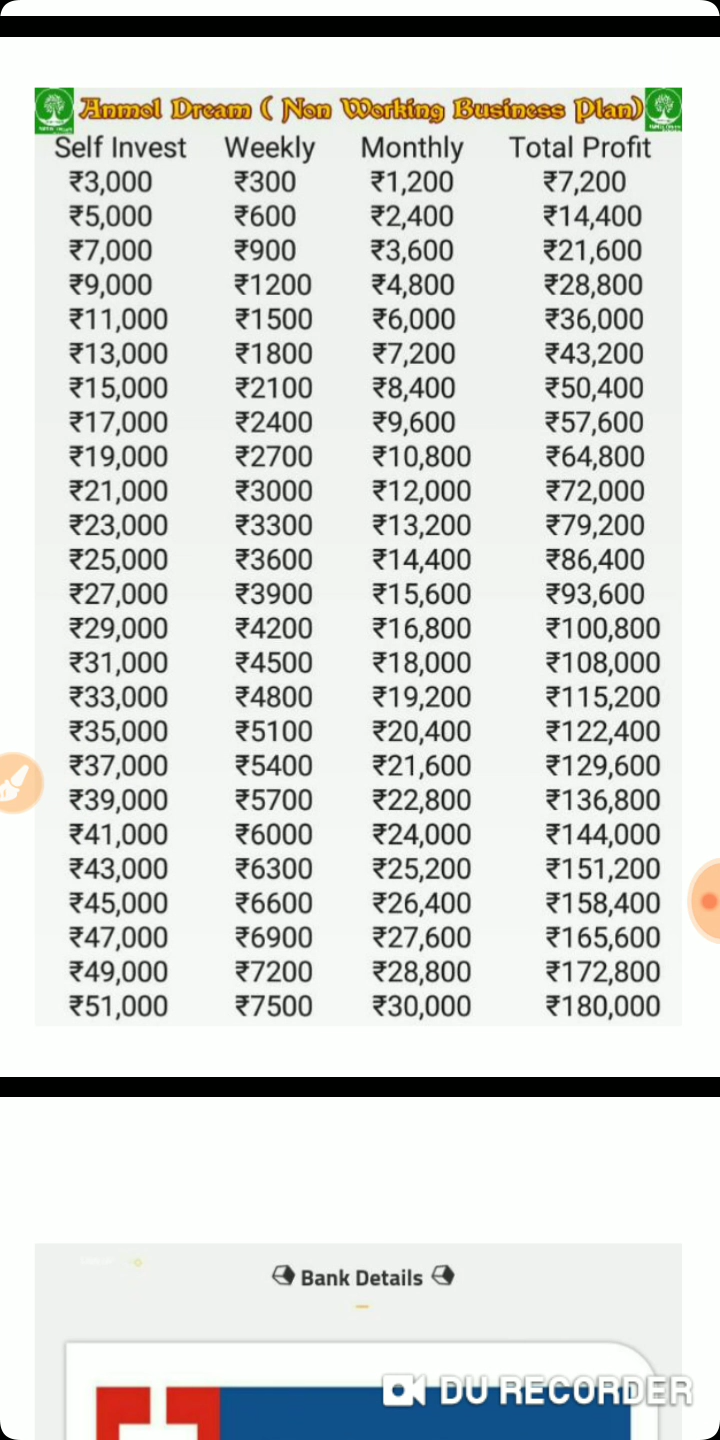 Anmol Dream ( Non Working Business Plan)
Self Invest Weekly Monthly Total Profit
₹3,000 ₹300 ₹1,200 ₹7,200
₹5,000 ₹600 ₹2,400 ₹14,400
₹7,000 ₹900 ₹3,600 ₹21,600
₹9,000 ₹1200 ₹4,800 ₹28,800
₹11,000 ₹1500 ₹6,000 ₹36,000
₹13,000 ₹1800 ₹7,200 ₹43,200
₹15,000 ₹2100 ₹8,400 ₹50,400
₹17,000 ₹2400 ₹9,600 ₹57,600
₹19,000 ₹2700 ₹10,800 ₹64,800
₹21,000 ₹3000 ₹12,000 ₹72,000
₹23,000 ₹3300 ₹13,200 ₹79,200
₹25,000 ₹3600 ₹14,400 ₹86,400
₹27,000 ₹3900 ₹15,600 ₹93,600
₹29,000 ₹4200 ₹16,800 ₹100,800
₹31,000 ₹4500 ₹18,000 ₹108,000
₹33,000 ₹4800 ₹19,200 ₹115,200
₹35,000 ₹5100 ₹20,400 ₹122,400
₹37,000 ₹5400 ₹21,600 ₹129,600
₹39,000 ₹5700 ₹22,800 ₹136,800
₹41,000 ₹6000 ₹24,000 ₹144,000
₹43,000 ₹6300 ₹25,200 ₹151,200
₹45,000 ₹6600 ₹26,400 ₹158,400
₹47,000 ₹6900 ₹27,600 ₹165,600
₹49,000 ₹7200 ₹28,800 ₹172,800
₹51,000 ₹7500 ₹30,000 ₹180,000
Bank Details
DU RECORDER